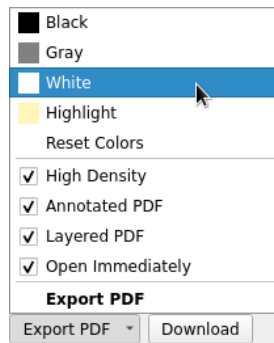 Black
Gray
White
Highlight
Reset Colors
High Density
Annotated PDF
Layered PDF
Open Immediately
Export PDF
Export PDF Download